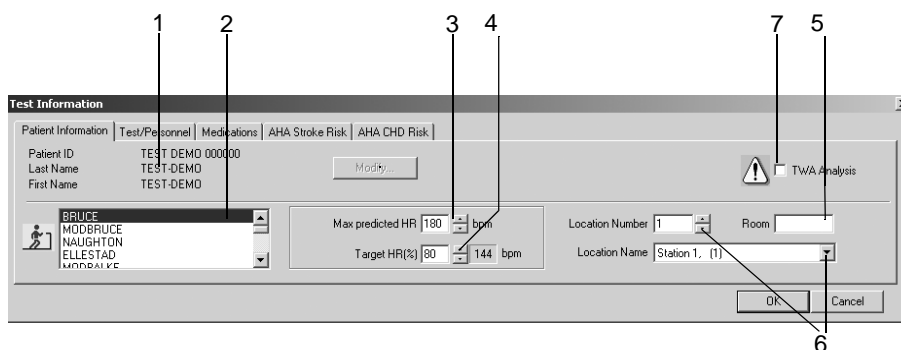 1 2 3 4 7 5
Test Information
Patient Information Test/Personnel Medications AHA Stroke Risk AHA CHD Risk
Patient ID TEST DEMO 000000
Last Name TEST-DEMO Modify... TWA Analysis
First Name TEST-DEMO
BRUCE
MODBRUCE Max predicted HR 180 bpm Location Number 1 Room
NAUGHTON
ELLESTAD Target HR(%) 80 144 bpm Location Name Station 1, (1)
MODBALKE
OK Cancel
6